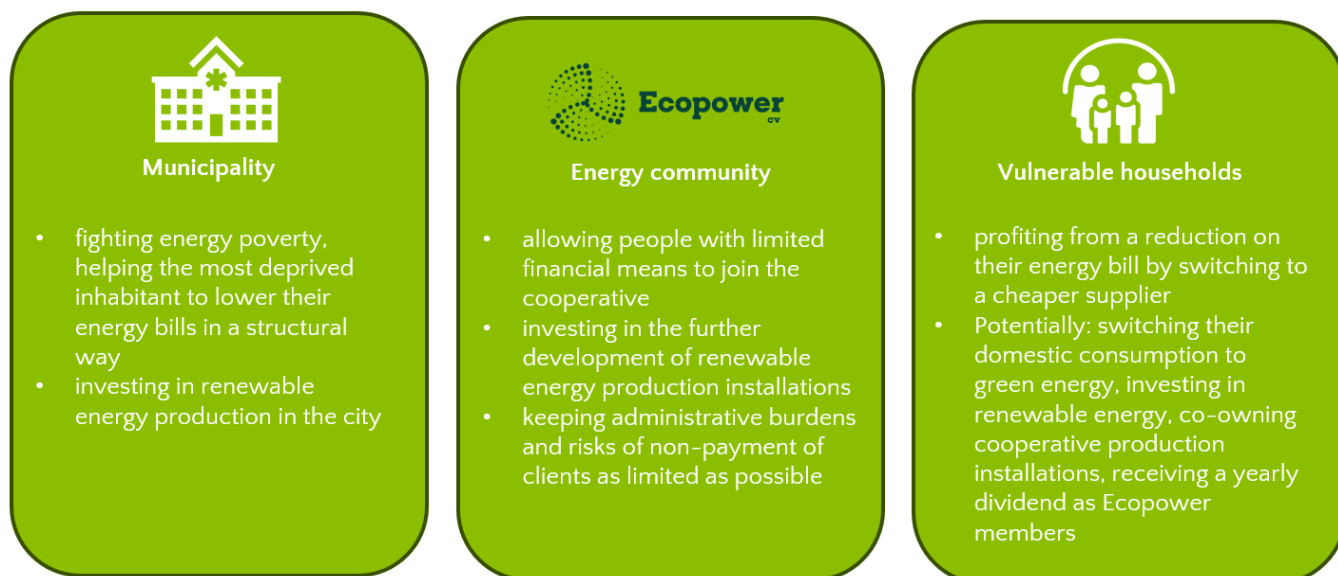 Municipality
• fighting energy poverty,
helping the most deprived
inhabitant to lower their
energy bills in a structural
way
• investing in renewable
energy production in the city
Ecopower
cv
Energy community
• allowing people with limited
financial means to join the
cooperative
• investing in the further
development of renewable
energy production installations
• keeping administrative burdens
and risks of non-payment of
clients as limited as possible
Vulnerable households
• profiting from a reduction on
their energy bill by switching to
a cheaper supplier
• Potentially: switching their
domestic consumption to
green energy, investing in
renewable energy, co-owning
cooperative production
installations, receiving a yearly
dividend as Ecopower
members